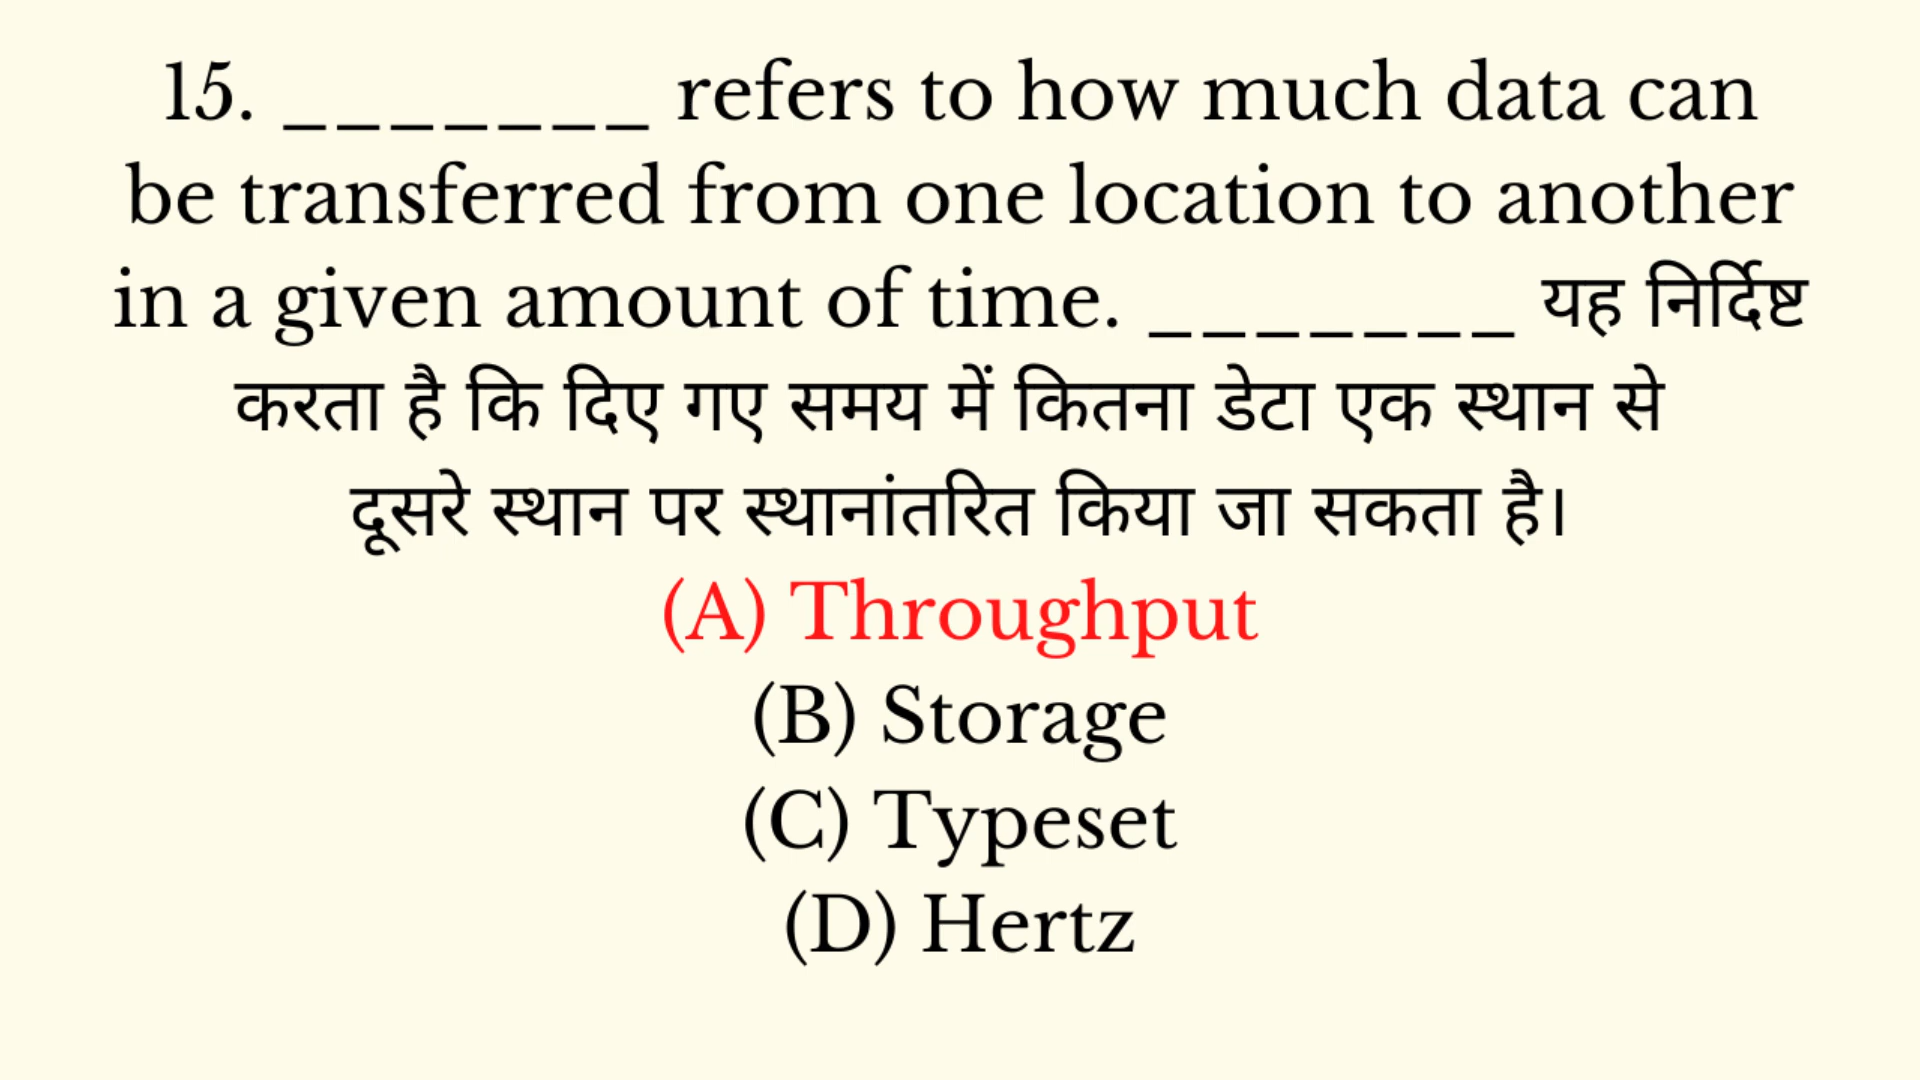 15. _______ refers to how much data can
be transferred from one location to another
in a given amount of time. _______ यह निर्दिष्ट
करता है कि दिए गए समय में कितना डेटा एक स्थान से
दूसरे स्थान पर स्थानांतरित किया जा सकता है।
(A) Throughput
(B) Storage
(C) Typeset
(D) Hertz